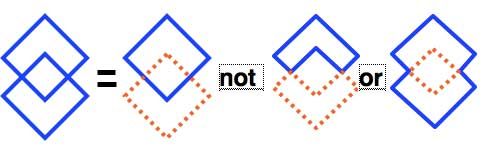 = not or